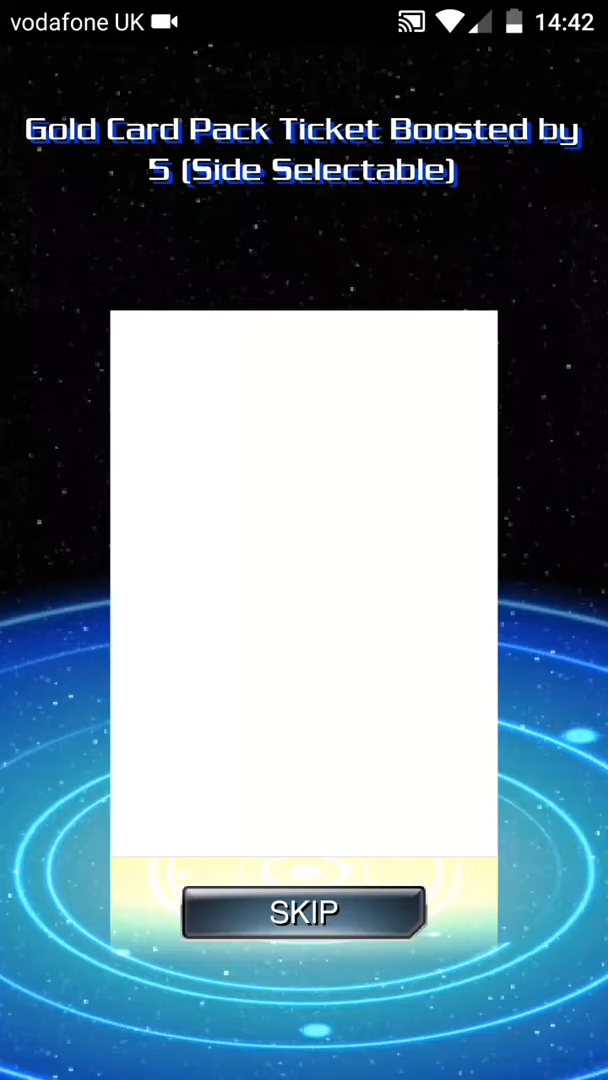 vodafone UK 14:42
Gold Card Pack Ticket Boosted by
5 (Side Selectable)
SKIP